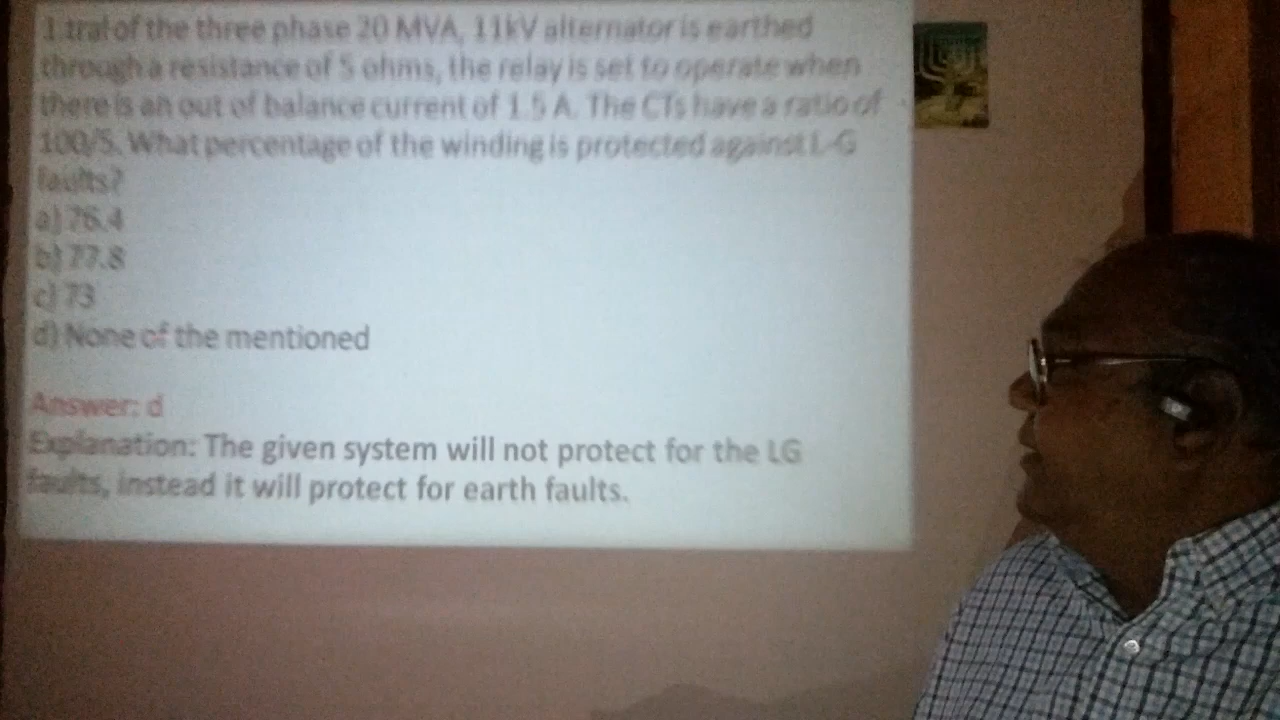 1.tral of the three phase 20 MVA, 11kV alternator is earthed
through a resistance of 5 ohms, the relay is set to operate when
there is an out of balance current of 1.5 A. The CTs have a ratio of
100/5. What percentage of the winding is protected against L-G
faults?
a) 76.4
b) 77.8
c) 73
d) None of the mentioned
Answer: d
Explanation: The given system will not protect for the LG
faults, instead it will protect for earth faults.